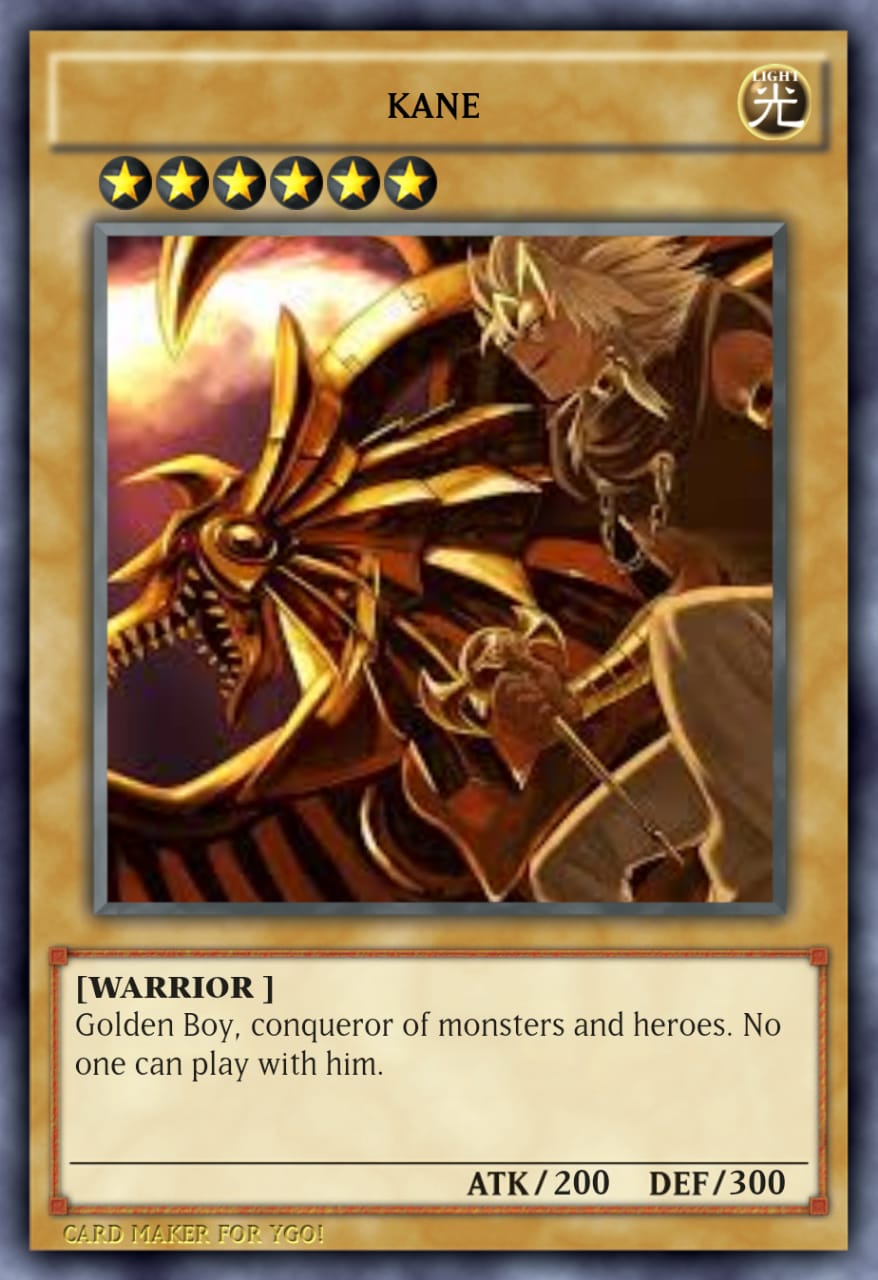 KANE
LIGHT
光
[WARRIOR ]
Golden Boy, conqueror of monsters and heroes. No
one can play with him.
ATK/200 DEF/300
CARD MAKER FOR YGO!